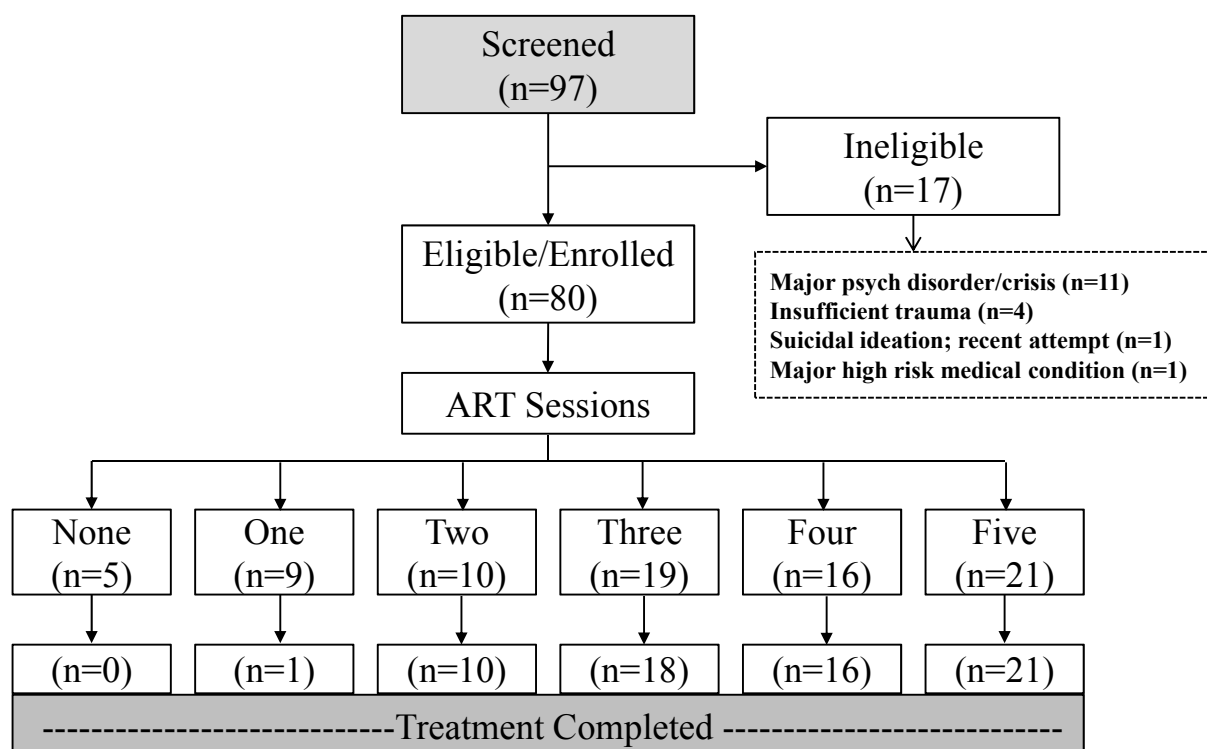 Screened
(n=97)
Ineligible
(n=17)
Eligible/Enrolled
(n=80)
Major psych disorder/crisis (n=11)
Insufficient trauma (n=4)
Suicidal ideation; recent attempt (n=1)
Major high risk medical condition (n=1)
ART Sessions
None
(n=5)
One
(n=9)
Two
(n=10)
Three
(n=19)
Four
(n=16)
Five
(n=21)
(n=0)
(n=1)
(n=10)
(n=18)
(n=16)
(n=21)
----------------------------Treatment Completed ---------------------------